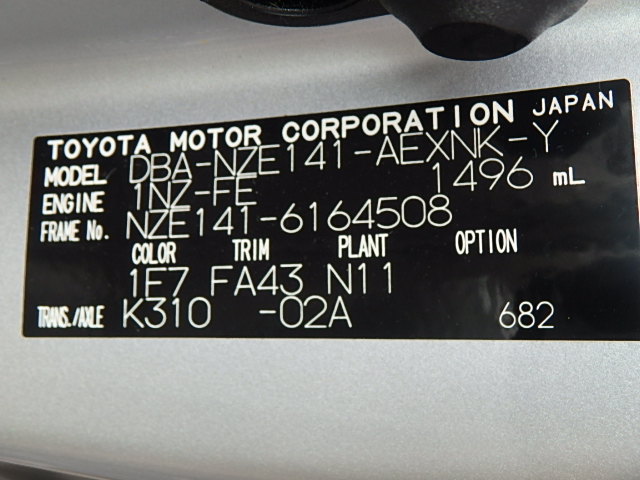 TOYOTA MOTOR CORPORATION JAPAN
MODEL DBA-NZE141-AEXNK-Y
ENGINE 1NZ-FE 1496 mL
FRAME No. NZE141-6164508
COLOR TRIM PLANT OPTION
1F7 FA43 N11
TRANS./AXLE K310 -02A 682